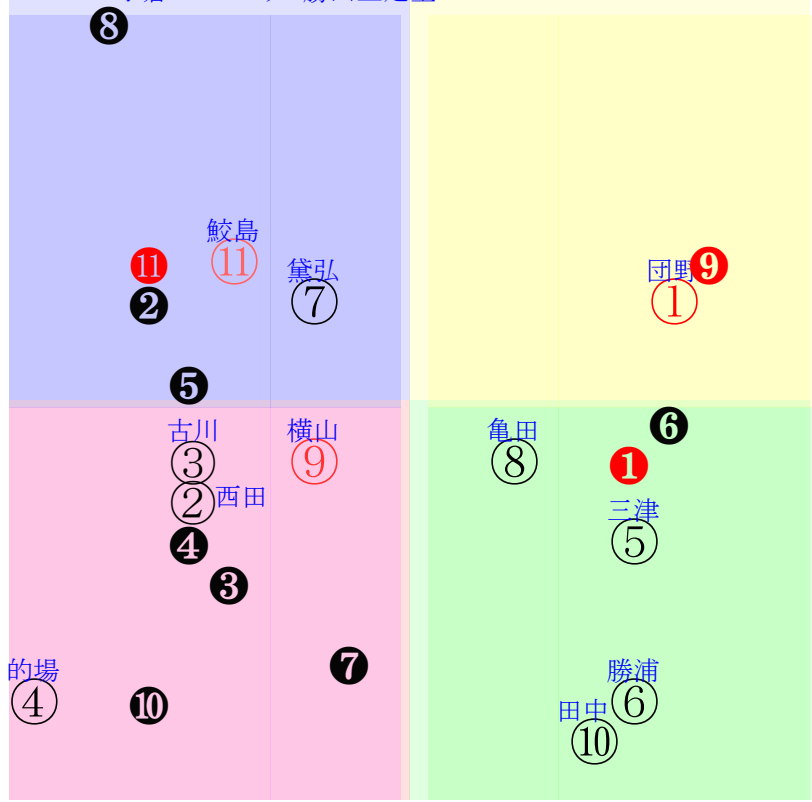 ❽
鮫島
⓫ ⑪ 黛弘 ⑦
団野 ❾ ①
❷
❺
古川 横山 亀田 ❻
③ ⑨ ⑧ ❶
② 西田 三津
❹ ⑤
❸
的場 ❼ 勝浦
④ ❿ 田中 ⑥
⑩